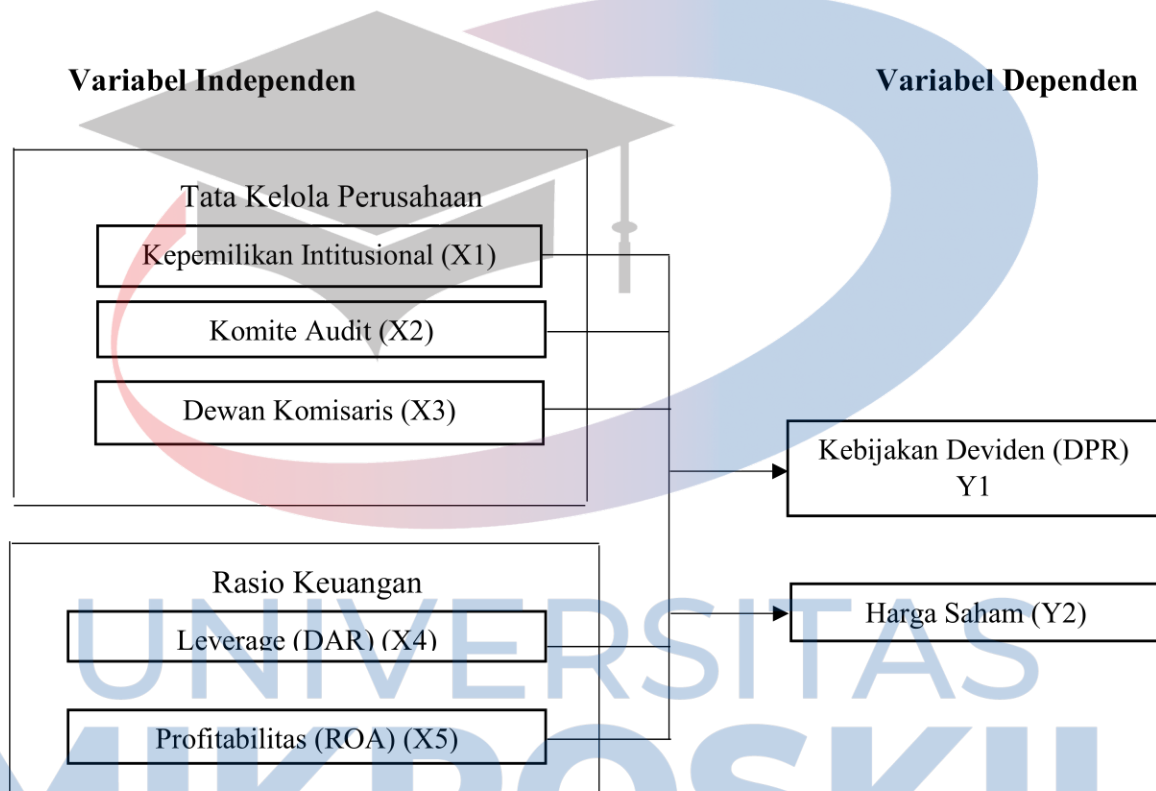 Variabel Independen
Variabel Dependen
Tata Kelola Perusahaan
Kepemilikan Intitusional (X1)
Komite Audit (X2)
Dewan Komisaris (X3)
Kebijakan Deviden (DPR)
Y1
Rasio Keuangan
Leverage (DAR) (X4)
Harga Saham (Y2)
Profitabilitas (ROA) (X5)
UNIVERSITAS
MIKROSKIL